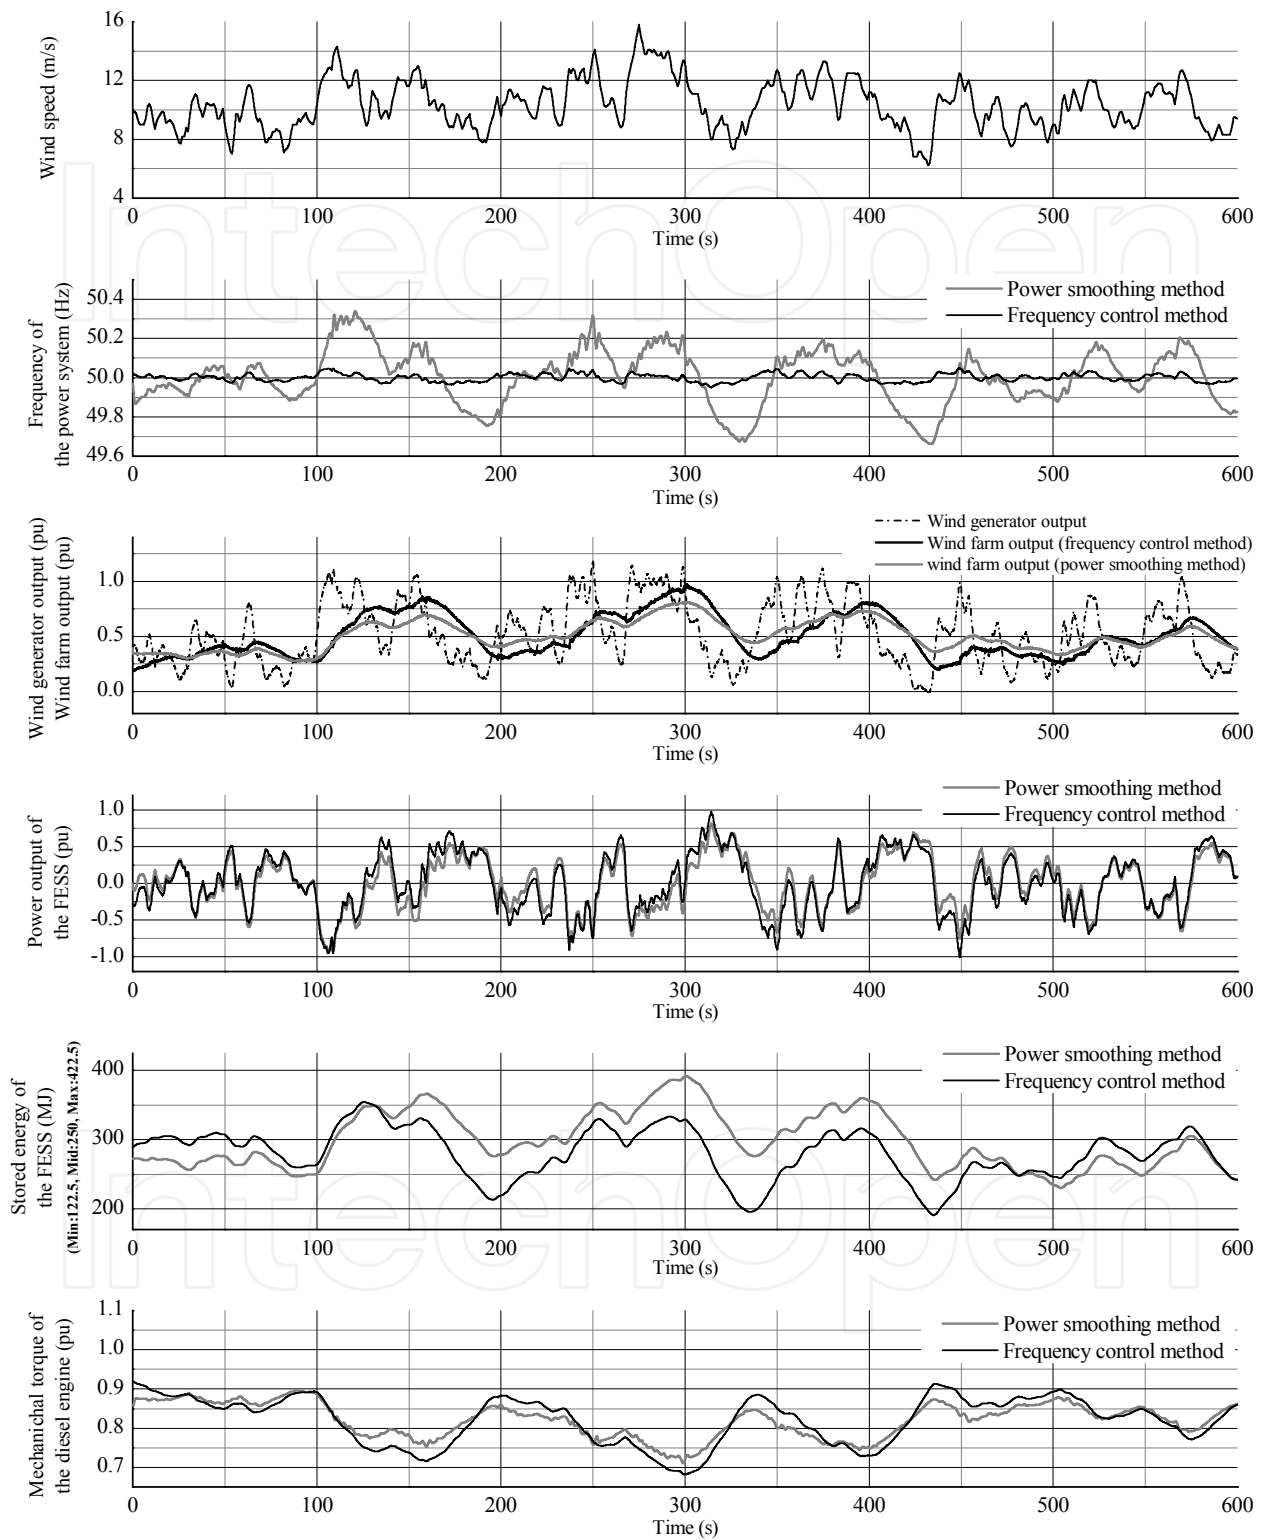 16
12
8
4
Wind speed (m/s)
0 100 200 300 400 500 600
Time (s)
Power smoothing method
Frequency control method
50.4
50.2
50.0
49.8
49.6
Frequency of
the power system (Hz)
0 100 200 300 400 500 600
Time (s)
Wind generator output
Wind farm output (frequency control method)
wind farm output (power smoothing method)
1.0
0.5
0.0
Wind generator output (pu)
Wind farm output (pu)
0 100 200 300 400 500 600
Time (s)
Power smoothing method
Frequency control method
1.0
0.5
0.0
-0.5
-1.0
Power output of
the FESS (pu)
0 100 200 300 400 500 600
Time (s)
Power smoothing method
Frequency control method
400
300
200
Stored energy of
the FESS (MJ)
(Min:122.5, Mid:250, Max:422.5)
0 100 200 300 400 500 600
Time (s)
Power smoothing method
Frequency control method
1.1
1.0
0.9
0.8
0.7
Mechanichal torque of
the diesel engine (pu)
0 100 200 300 400 500 600
Time (s)
IntechOpen
IntechOpen